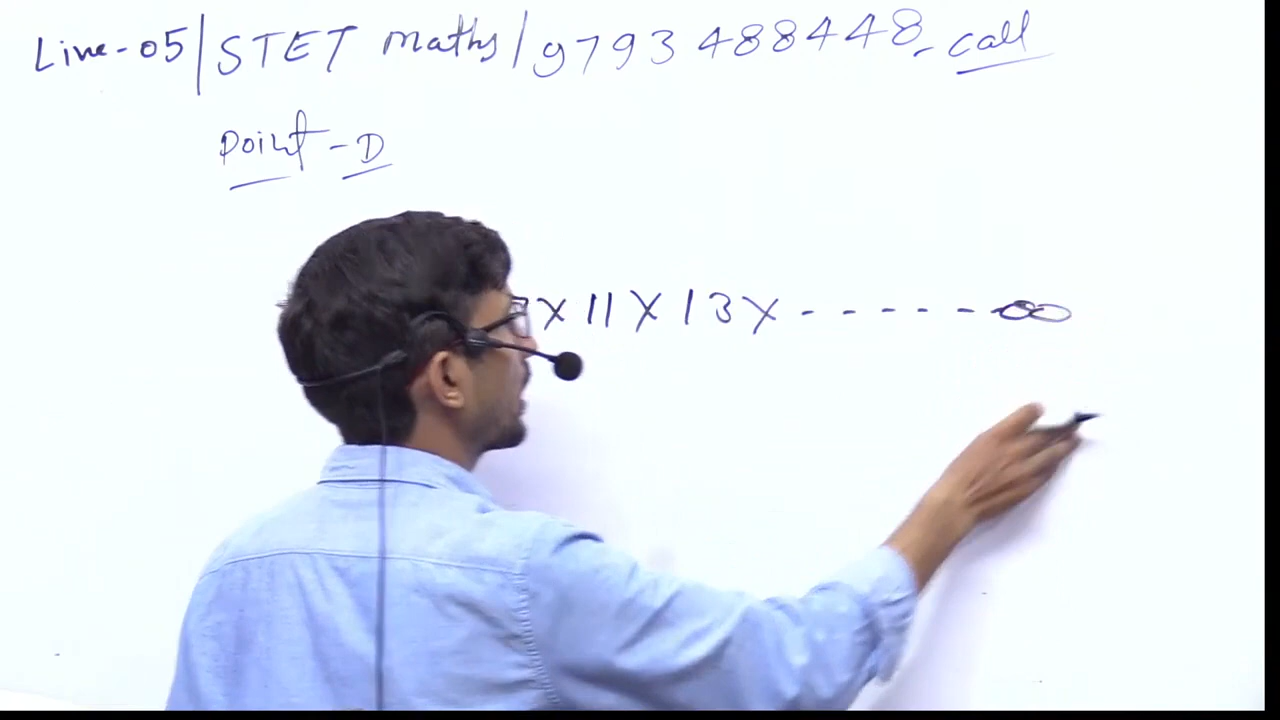 Line-05/STET maths/9793488448-call
point-D
x 11 x 13 x ------∞